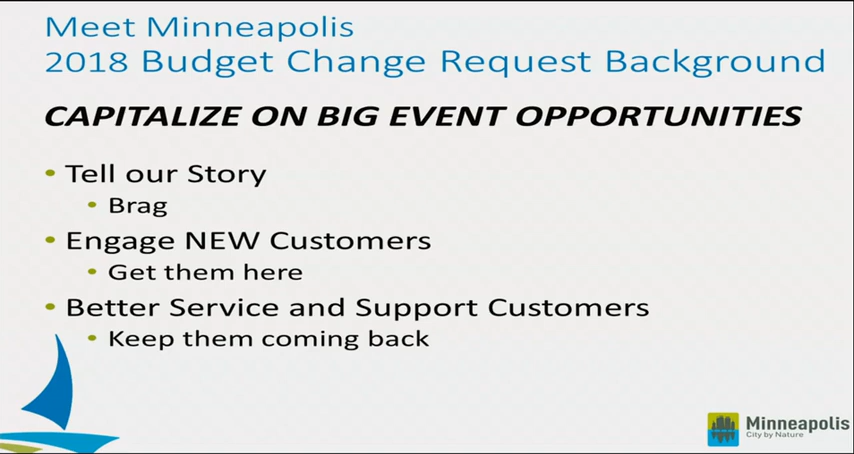 Meet Minneapolis
2018 Budget Change Request Background
CAPITALIZE ON BIG EVENT OPPORTUNITIES
• Tell our Story
• Brag
• Engage NEW Customers
• Get them here
• Better Service and Support Customers
• Keep them coming back
Minneapolis
City by Nature